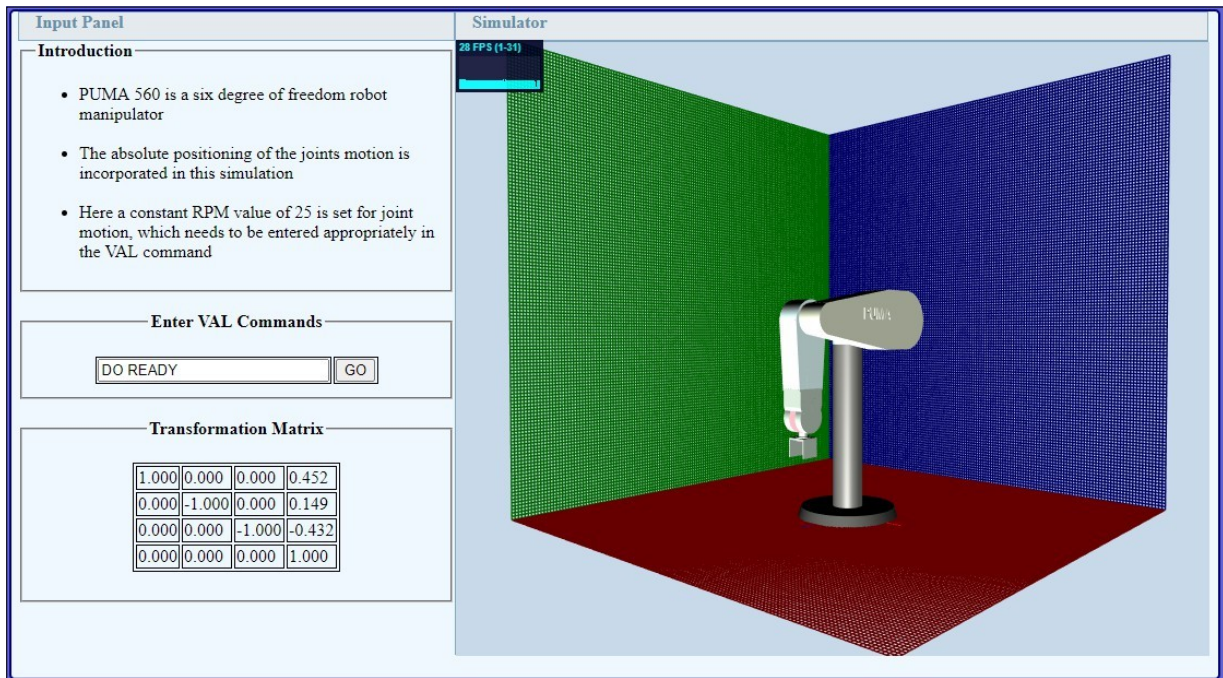 Input Panel
Simulator
28 FPS (1-31)
Introduction
PUMA 560 is a six degree of freedom robot
manipulator
The absolute positioning of the joints motion is
incorporated in this simulation
Here a constant RPM value of 25 is set for joint
motion, which needs to be entered appropriately in
the VAL command
Enter VAL Commands
DO READY GO
Transformation Matrix
1.000 0.000 0.000 0.452
0.000 -1.000 0.000 0.149
0.000 0.000 -1.000 -0.432
0.000 0.000 0.000 1.000
PUMA